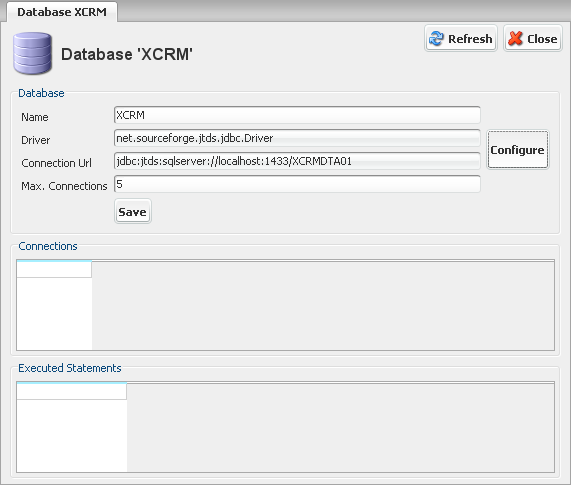 Database XCRM
Database 'XCRM'
Refresh
Close
Database
Name XCRM
Driver net.sourceforge.jtds.jdbc.Driver
Connection Url jdbc:jtds:sqlserver://localhost:1433/XCRMDTA01
Configure
Max. Connections 5
Save
Connections
Executed Statements